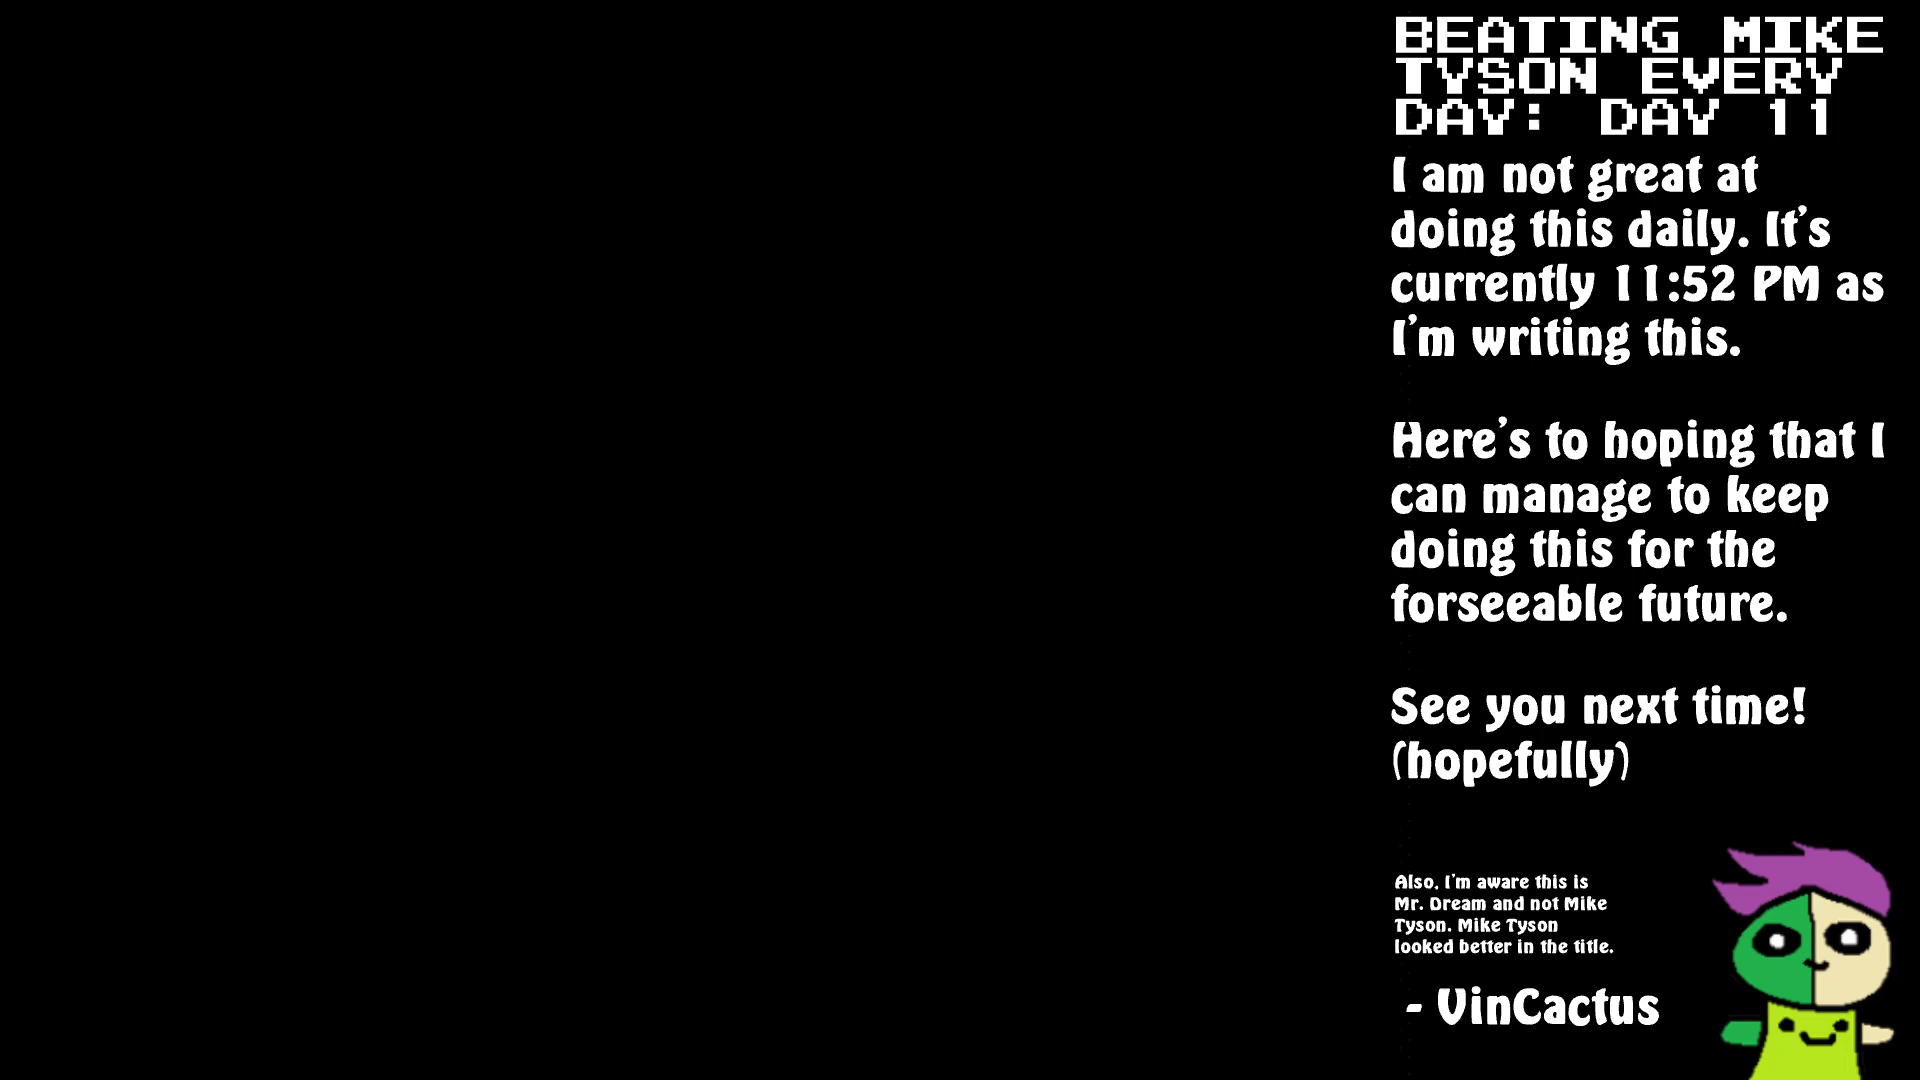 BEATING MIKE
TYSON EVERY
DAY: DAY 11
I am not great at
doing this daily. It's
currently 11:52 PM as
I'm writing this.
Here's to hoping that I
can manage to keep
doing this for the
forseeable future.
See you next time!
(hopefully)
Also, I'm aware this is
Mr. Dream and not Mike
Tyson. Mike Tyson
looked better in the title.
- VinCactus